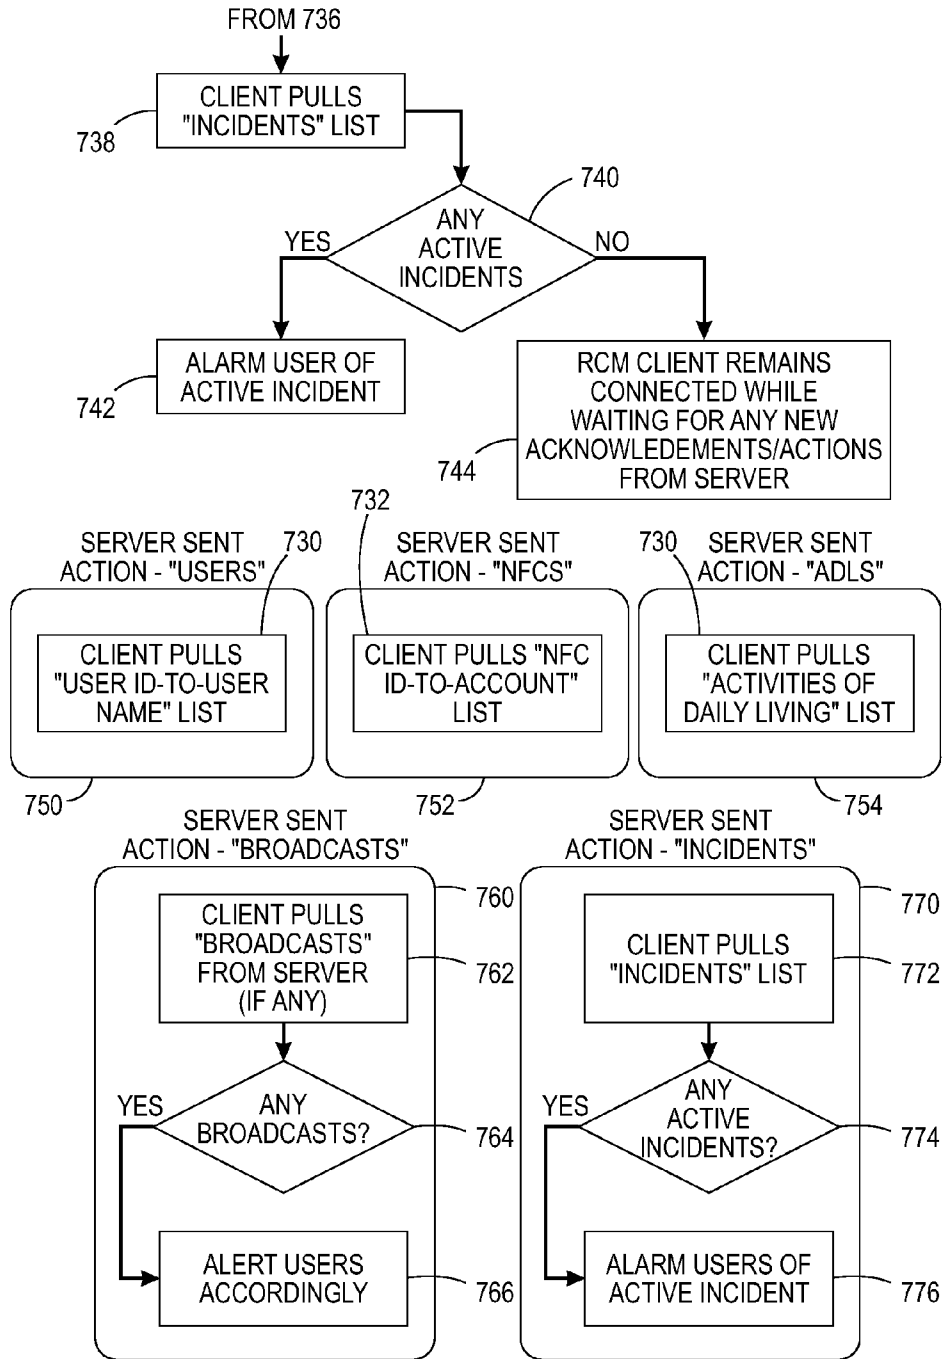 FROM 736
CLIENT PULLS
"INCIDENTS" LIST
738
740
ANY
ACTIVE
INCIDENTS
YES
NO
ALARM USER OF
ACTIVE INCIDENT
742
RCM CLIENT REMAINS
CONNECTED WHILE
WAITING FOR ANY NEW
ACKNOWLEDEMENTS/ACTIONS
FROM SERVER
744
SERVER SENT
ACTION - "USERS"
730
CLIENT PULLS
"USER ID-TO-USER
NAME" LIST
750
732
SERVER SENT
ACTION - "NFCS"
CLIENT PULLS "NFC
ID-TO-ACCOUNT"
LIST
752
730
SERVER SENT
ACTION - "ADLS"
CLIENT PULLS
"ACTIVITIES OF
DAILY LIVING" LIST
754
SERVER SENT
ACTION - "BROADCASTS"
760
CLIENT PULLS
"BROADCASTS"
FROM SERVER
(IF ANY)
762
YES
ANY
BROADCASTS?
764
ALERT USERS
ACCORDINGLY
766
SERVER SENT
ACTION - "INCIDENTS"
770
CLIENT PULLS
"INCIDENTS" LIST
772
YES
ANY
ACTIVE
INCIDENTS?
774
ALARM USERS OF
ACTIVE INCIDENT
776